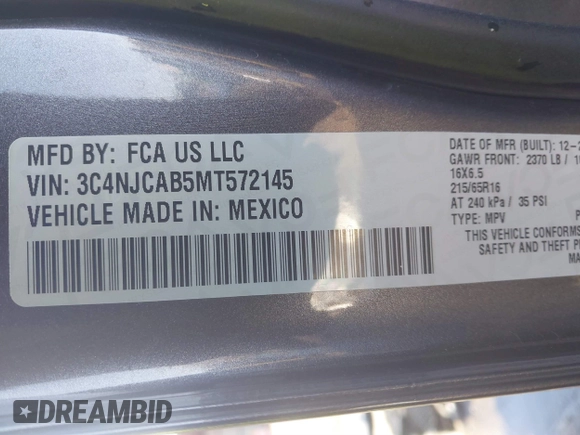 MFD BY: FCA US LLC
VIN: 3C4NJCAB5MT572145
VEHICLE MADE IN: MEXICO
DATE OF MFR (BUILT): 12-2
GAWR FRONT: 2370 LB
16X6.5
215/65R16
AT 240 kPa / 35 PSI
TYPE: MPV
THIS VEHICLE CONFORMS
SAFETY AND THEFT
MA
DREAMBID